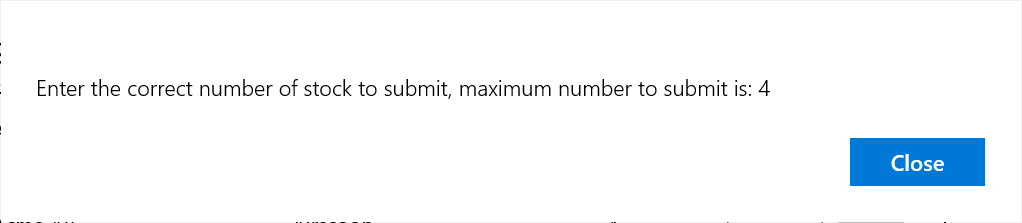 Enter the correct number of stock to submit, maximum number to submit is: 4
Close